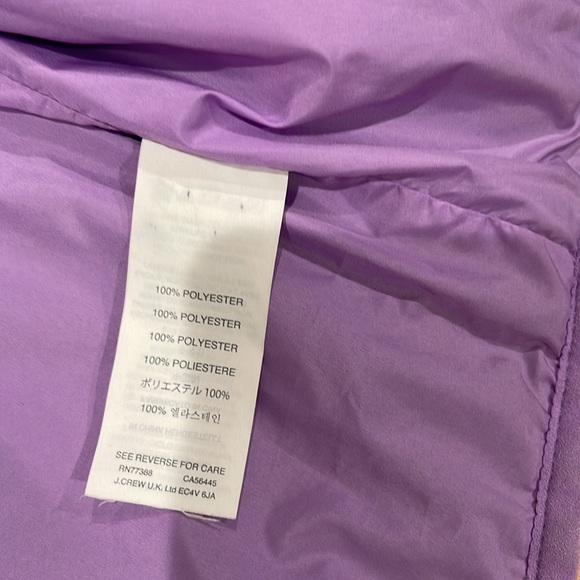 100% POLYESTER
100% POLYESTER
100% POLYESTER
100% POLIESTERE
ポリエステル 100%
100% 엘라스테인
SEE REVERSE FOR CARE
RN77388 CA56445
J.CREW U.K. Ltd EC4V 6JA